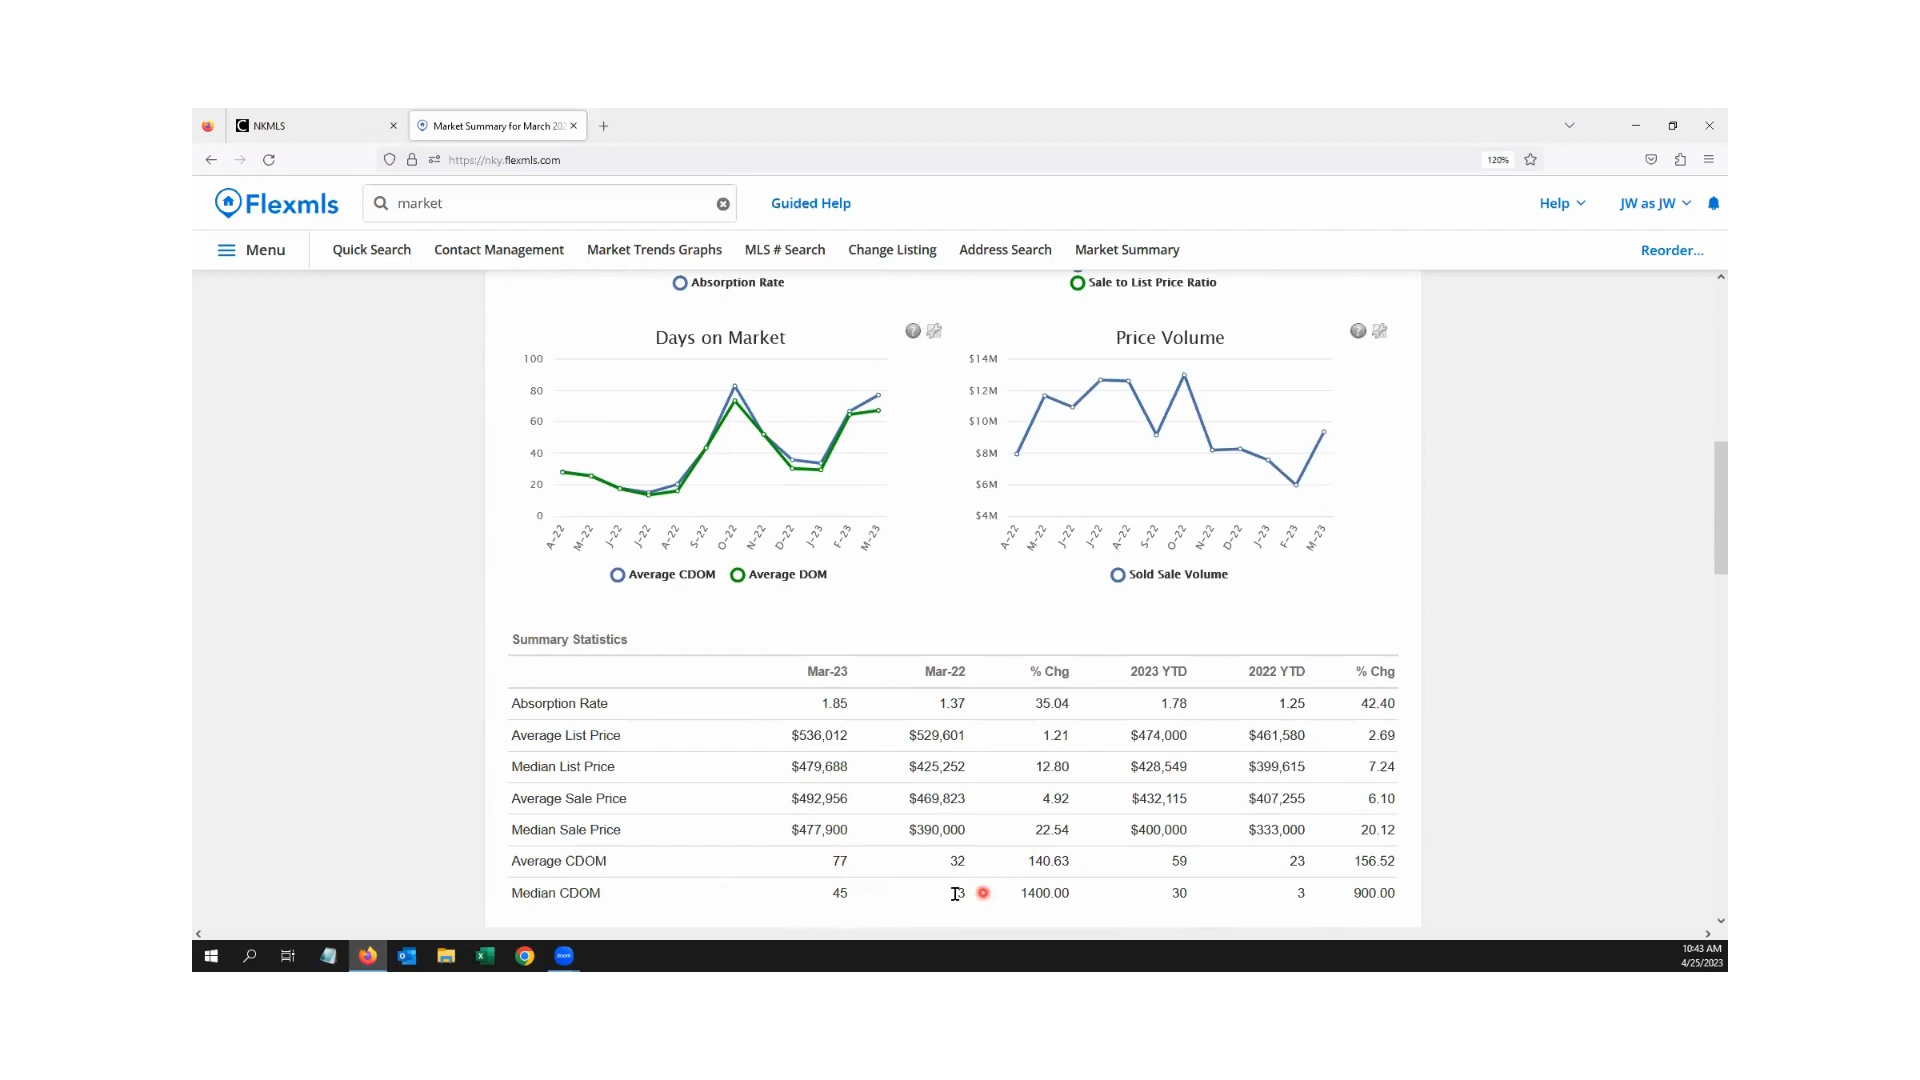 NKMLS
Market Summary for March 202
https://nky.flexmls.com
120%
Flexmls
market
Guided Help
Help
JW as JW
Menu
Quick Search
Contact Management
Market Trends Graphs
MLS # Search
Change Listing
Address Search
Market Summary
Reorder...
Absorption Rate
Sale to List Price Ratio
Days on Market
100
80
60
40
20
0
A-22 M-22 J-22 J-22 A-22 S-22 O-22 N-22 D-22 J-23 F-23 M-23
Average CDOM Average DOM
Price Volume
$14M
$12M
$10M
$8M
$6M
$4M
A-22 M-22 J-22 J-22 A-22 S-22 O-22 N-22 D-22 J-23 F-23 M-23
Sold Sale Volume
Summary Statistics
Mar-23 Mar-22 % Chg 2023 YTD 2022 YTD % Chg
Absorption Rate 1.85 1.37 35.04 1.78 1.25 42.40
Average List Price $536,012 $529,601 1.21 $474,000 $461,580 2.69
Median List Price $479,688 $425,252 12.80 $428,549 $399,615 7.24
Average Sale Price $492,956 $469,823 4.92 $432,115 $407,255 6.10
Median Sale Price $477,900 $390,000 22.54 $400,000 $333,000 20.12
Average CDOM 77 32 140.63 59 23 156.52
Median CDOM 45 3 1400.00 30 3 900.00
zoom
10:43 AM
4/25/2023